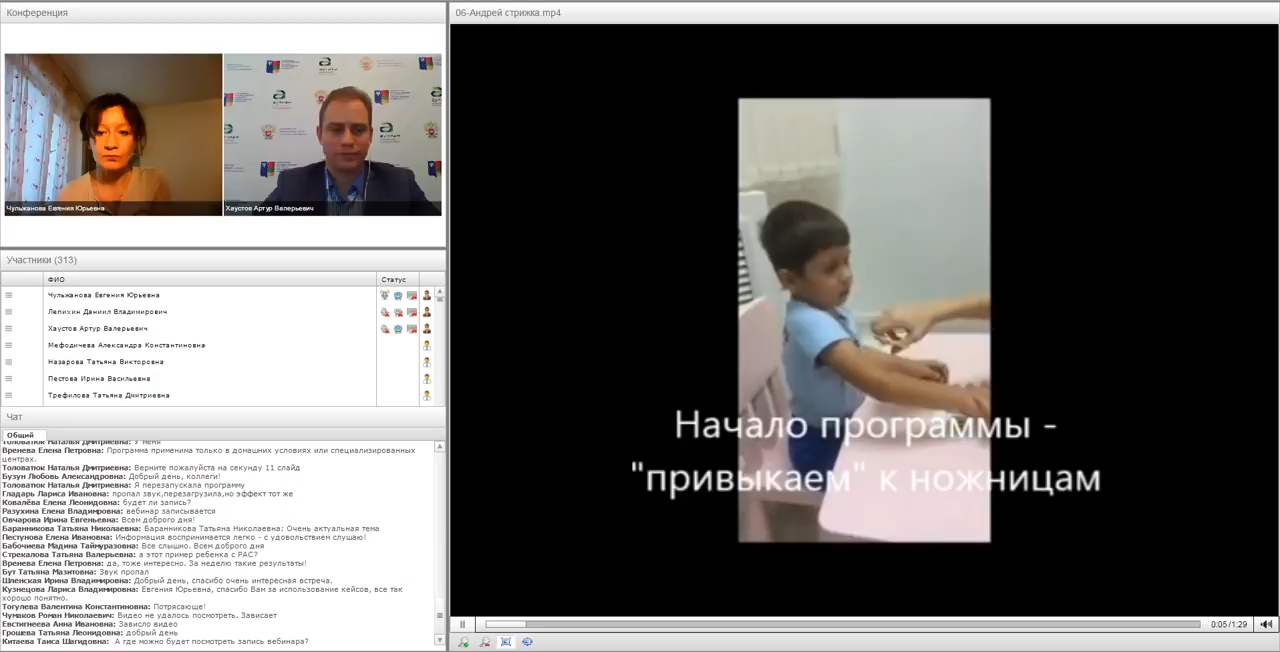 Конференция
Чульжанова Евгения Юрьевна
Хаустов Артур Валерьевич
Участники (313)
ФИО
Статус
Чульжанова Евгения Юрьевна
Лепихин Даниил Владимирович
Хаустов Артур Валерьевич
Мефодичева Александра Константиновна
Назарова Татьяна Викторовна
Пестова Ирина Васильевна
Трефилова Татьяна Дмитриевна
Чат
Общий
Толоватюк Наталья Дмитриевна: У меня
Вренева Елена Петровна: Программа применима только в домашних условиях или специализированных
центрах.
Толоватюк Наталья Дмитриевна: Верните пожалуйста на секунду 11 слайд
Бузун Любовь Александровна: Добрый день, коллеги!
Толоватюк Наталья Дмитриевна: Я перезапускала программу
Гладарь Лариса Ивановна: пропал звук,перезагрузила,но эффект тот же
Ковалёва Елена Леонидовна: будет ли запись?
Разухина Елена Владимировна: вебинар записывается
Овчарова Ирина Евгеньевна: Всем доброго дня!
Баранникова Татьяна Николаевна: Баранникова Татьяна Николаевна: Очень актуальная тема
Пестунова Елена Ивановна: Информация воспринимается легко - с удовольствием слушаю!
Бабочиева Мадина Таймуразовна: Все слышно. Всем доброго дня
Стрекалова Татьяна Валерьевна: а этот пример ребенка с РАС?
Вренева Елена Петровна: да, тоже интересно. За неделю такие результаты!
Бут Татьяна Мазитовна: Звук пропал
Шленская Ирина Владимировна: Добрый день, спасибо очень интересная встреча.
Кузнецова Лариса Владимировна: Евгения Юрьевна, спасибо Вам за использование кейсов, все так
хорошо понятно.
Тогулева Валентина Константиновна: Потрясающе!
Чумаков Роман Николаевич: Видео не удалось посмотреть. Зависает
Евстигнеева Анна Ивановна: Зависло видео
Грошева Татьяна Леонидовна: добрый день
Китаева Таиса Шагидовна: А где можно будет посмотреть запись вебинара?
06-Андрей стрижка.mp4
Начало программы -
"привыкаем" к ножницам
0:05/1:29